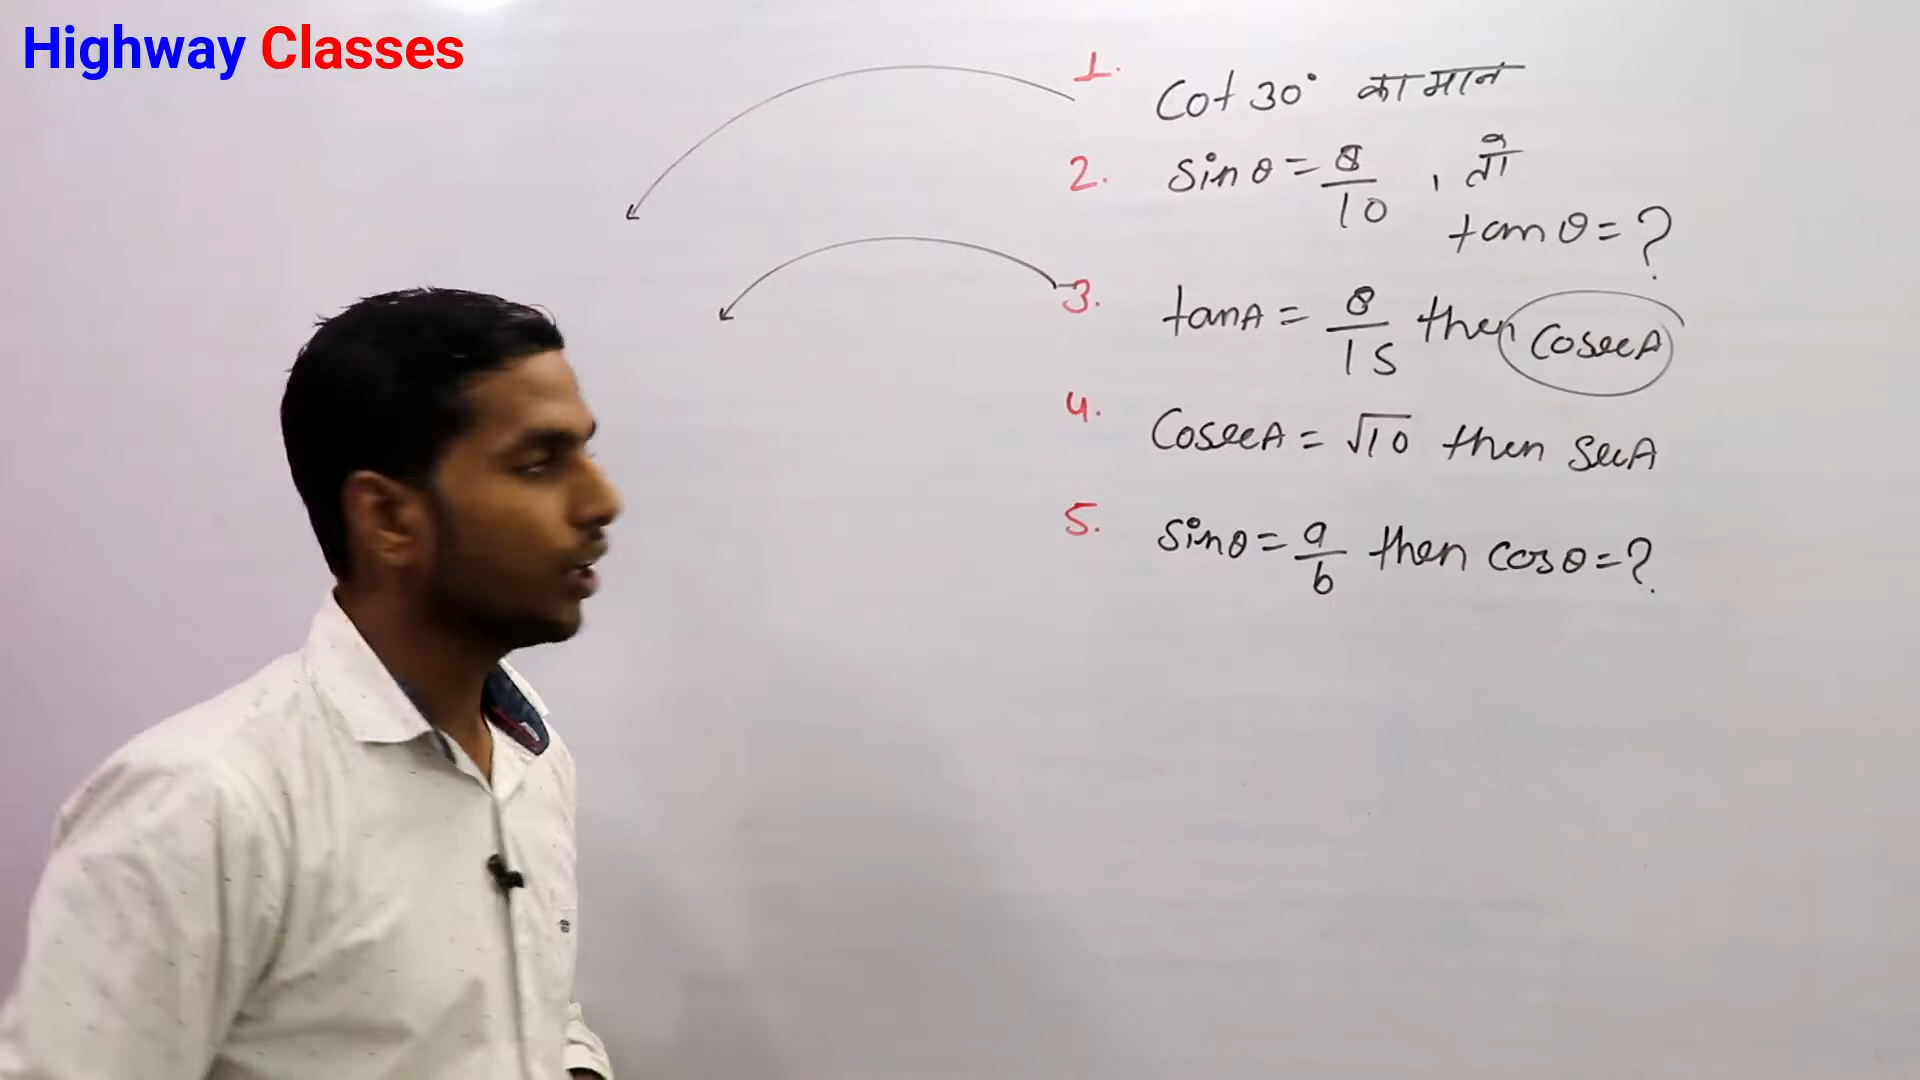 Highway Classes
1. Cot 30° का मान
2. sin θ = 8/10 , तो
tan θ = ?
3. tanA = 8/15 then CosecA
4. CosecA = √10 then SecA
5. sinθ = a/b then cosθ = ?